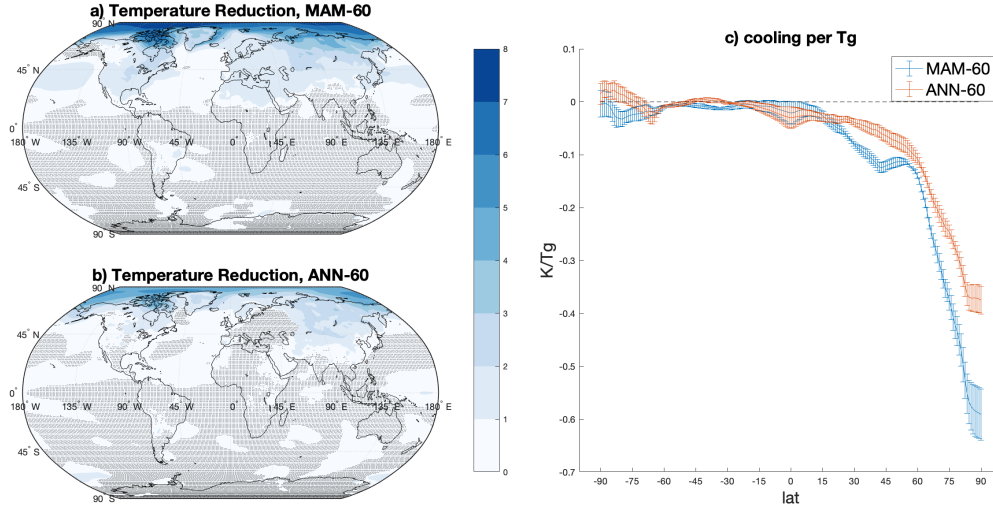 a) Temperature Reduction, MAM-60
90° N
45° N
0°
180° W 135° W 90° W 45° W 0° 45° E 90° E 135° E 180° E
45° S
90° S
b) Temperature Reduction, ANN-60
90° N
45° N
0°
180° W 135° W 90° W 45° W 0° 45° E 90° E 135° E 180° E
45° S
90° S
8
7
6
5
4
3
2
1
0
c) cooling per Tg
MAM-60
ANN-60
0.1
0
-0.1
-0.2
-0.3
-0.4
-0.5
-0.6
-0.7
K/Tg
-90 -75 -60 -45 -30 -15 0 15 30 45 60 75 90
lat